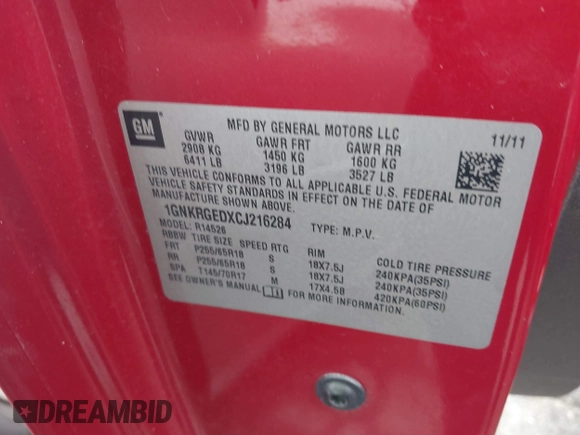 GM
MFD BY GENERAL MOTORS LLC
11/11
GVWR GAWR FRT GAWR RR
2908 KG 1450 KG 1600 KG
6411 LB 3196 LB 3527 LB
THIS VEHICLE CONFORMS TO ALL APPLICABLE U.S. FEDERAL MOTOR
VEHICLE SAFETY STANDARDS IN EFFECT ON THE DATE OF
MANUFACTURE SHOWN ABOVE.
1GNKRGEDXCJ216284 TYPE: M.P.V.
MODEL: R14526
RBBW TIRE SIZE SPEED RTG RIM COLD TIRE PRESSURE
FRT P255/65R18 S 18X7.5J 240KPA(35PSI)
RR P255/65R18 S 18X7.5J 240KPA(35PSI)
SPA T145/70R17 M 17X4.5B 420KPA(60PSI)
SEE OWNER'S MANUAL FOR MORE INFORMATION.
DREAMBID